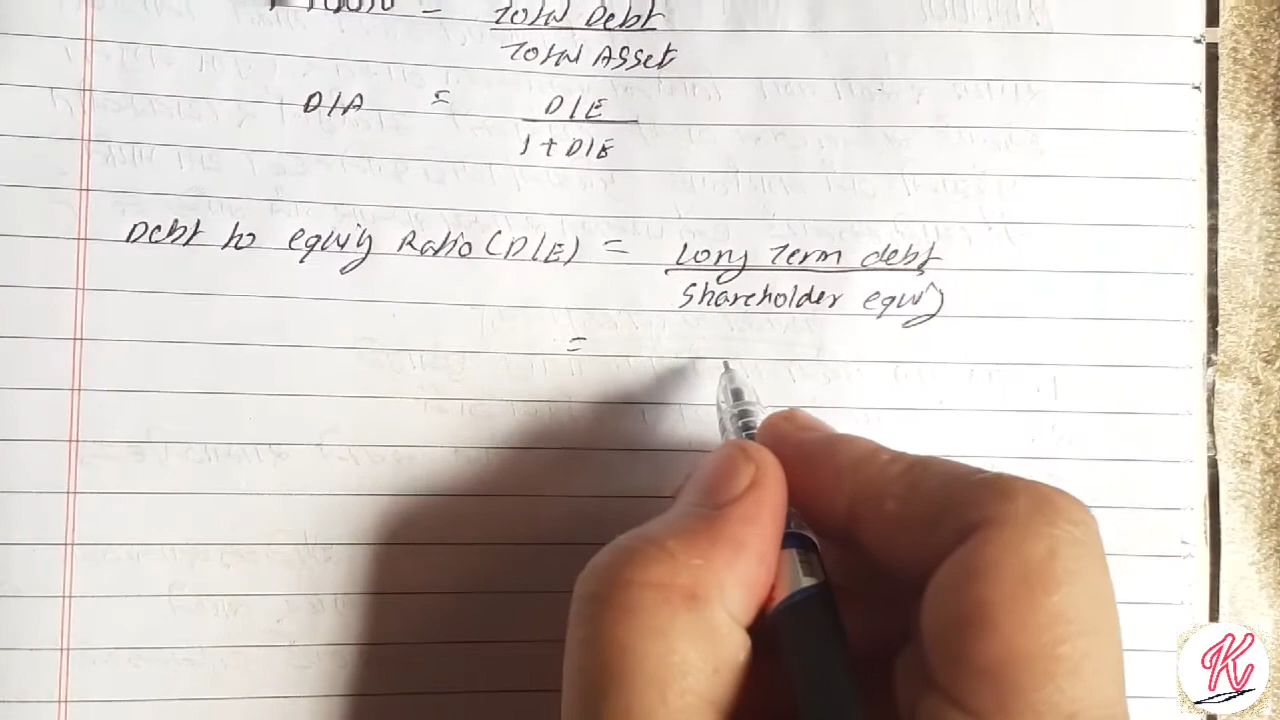 = Total Debt
Total Asset
D/A = D/E
1 + D/E
Debt to equity Ratio (D/E) = Long Term debt
Shareholder equity
=
K